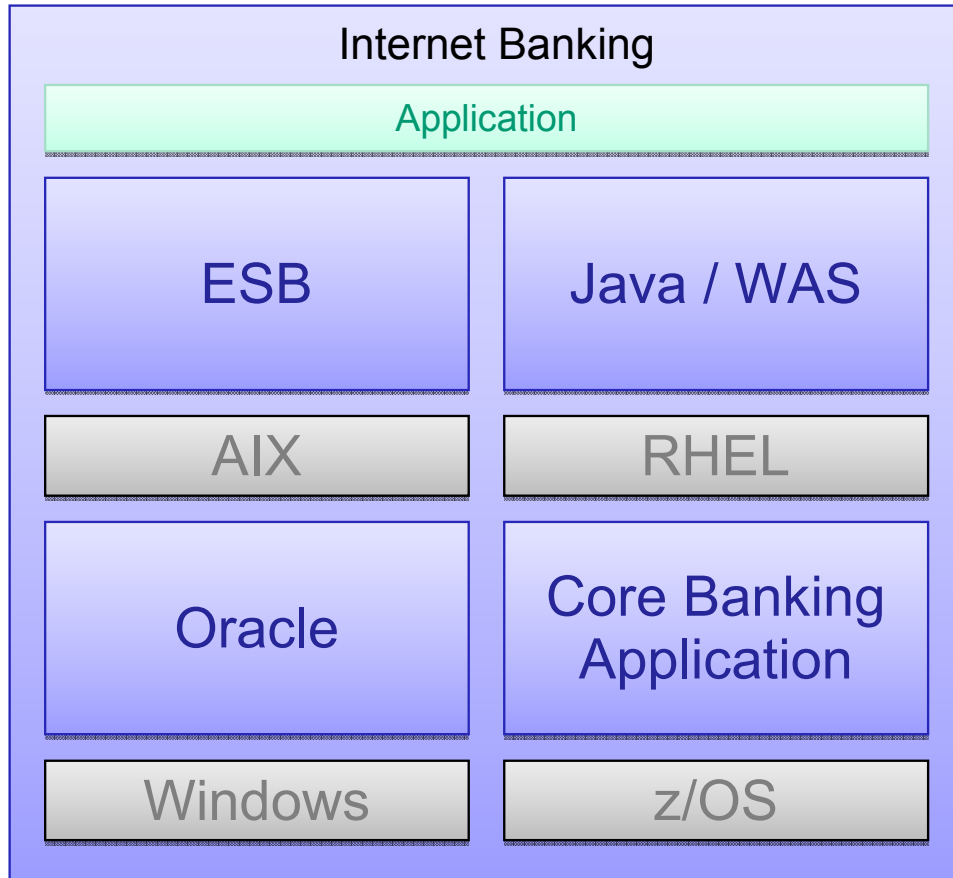 Internet Banking
Application
ESB
Java / WAS
AIX
RHEL
Oracle
Core Banking
Application
Windows
z/OS